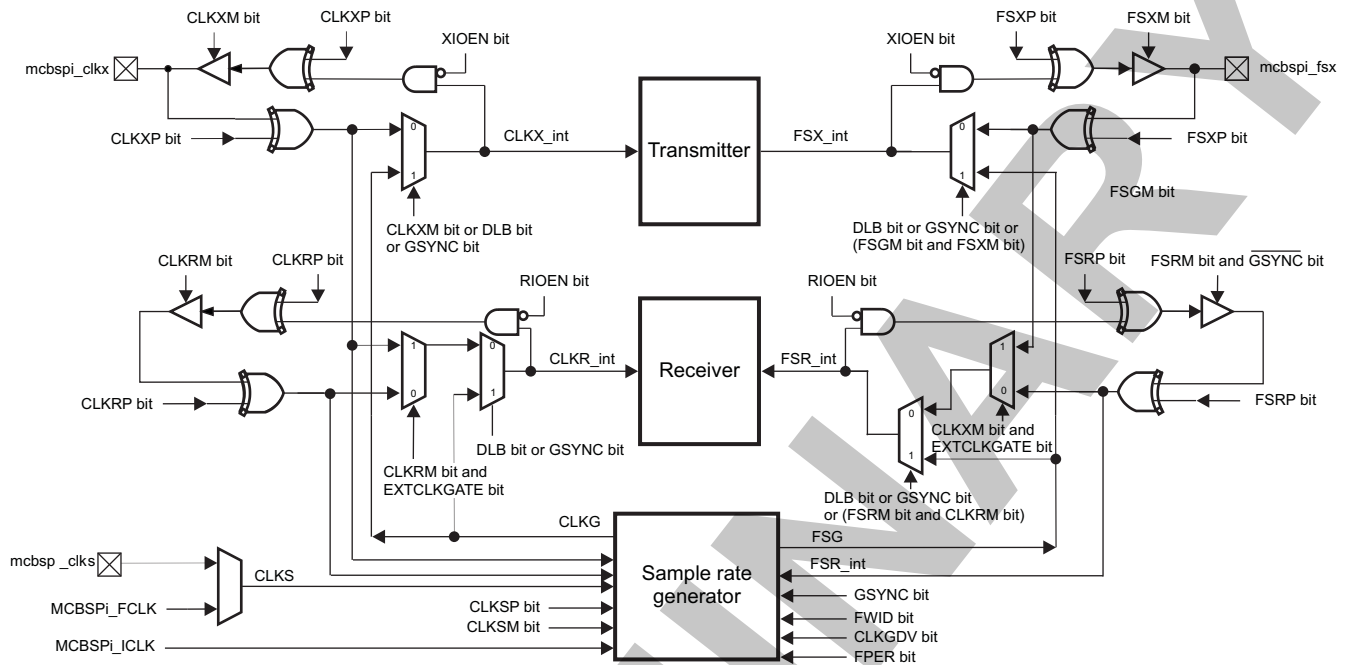 CLKXM bit
CLKXP bit
XIOEN bit
XIOEN bit
FSXP bit
FSXM bit
mcbspi_clkx
mcbspi_fsx
CLKXP bit
0
1
CLKX_int
Transmitter
FSX_int
0
1
FSXP bit
FSGM bit
CLKXM bit or DLB bit
or GSYNC bit
DLB bit or GSYNC bit or
(FSGM bit and FSXM bit)
CLKRM bit
CLKRP bit
RIOEN bit
RIOEN bit
FSRP bit
FSRM bit and GSYNC bit
1
0
0
1
CLKR_int
Receiver
FSR_int
1
0
0
1
CLKRP bit
FSRP bit
DLB bit or GSYNC bit
CLKXM bit and
EXTCLKGATE bit
CLKRM bit and
EXTCLKGATE bit
DLB bit or GSYNC bit
or (FSRM bit and CLKRM bit)
CLKG
FSG
mcbsp _clks
CLKS
Sample rate
generator
FSR_int
MCBSPi_FCLK
CLKSP bit
CLKSM bit
GSYNC bit
FWID bit
CLKGDV bit
FPER bit
MCBSPi_ICLK